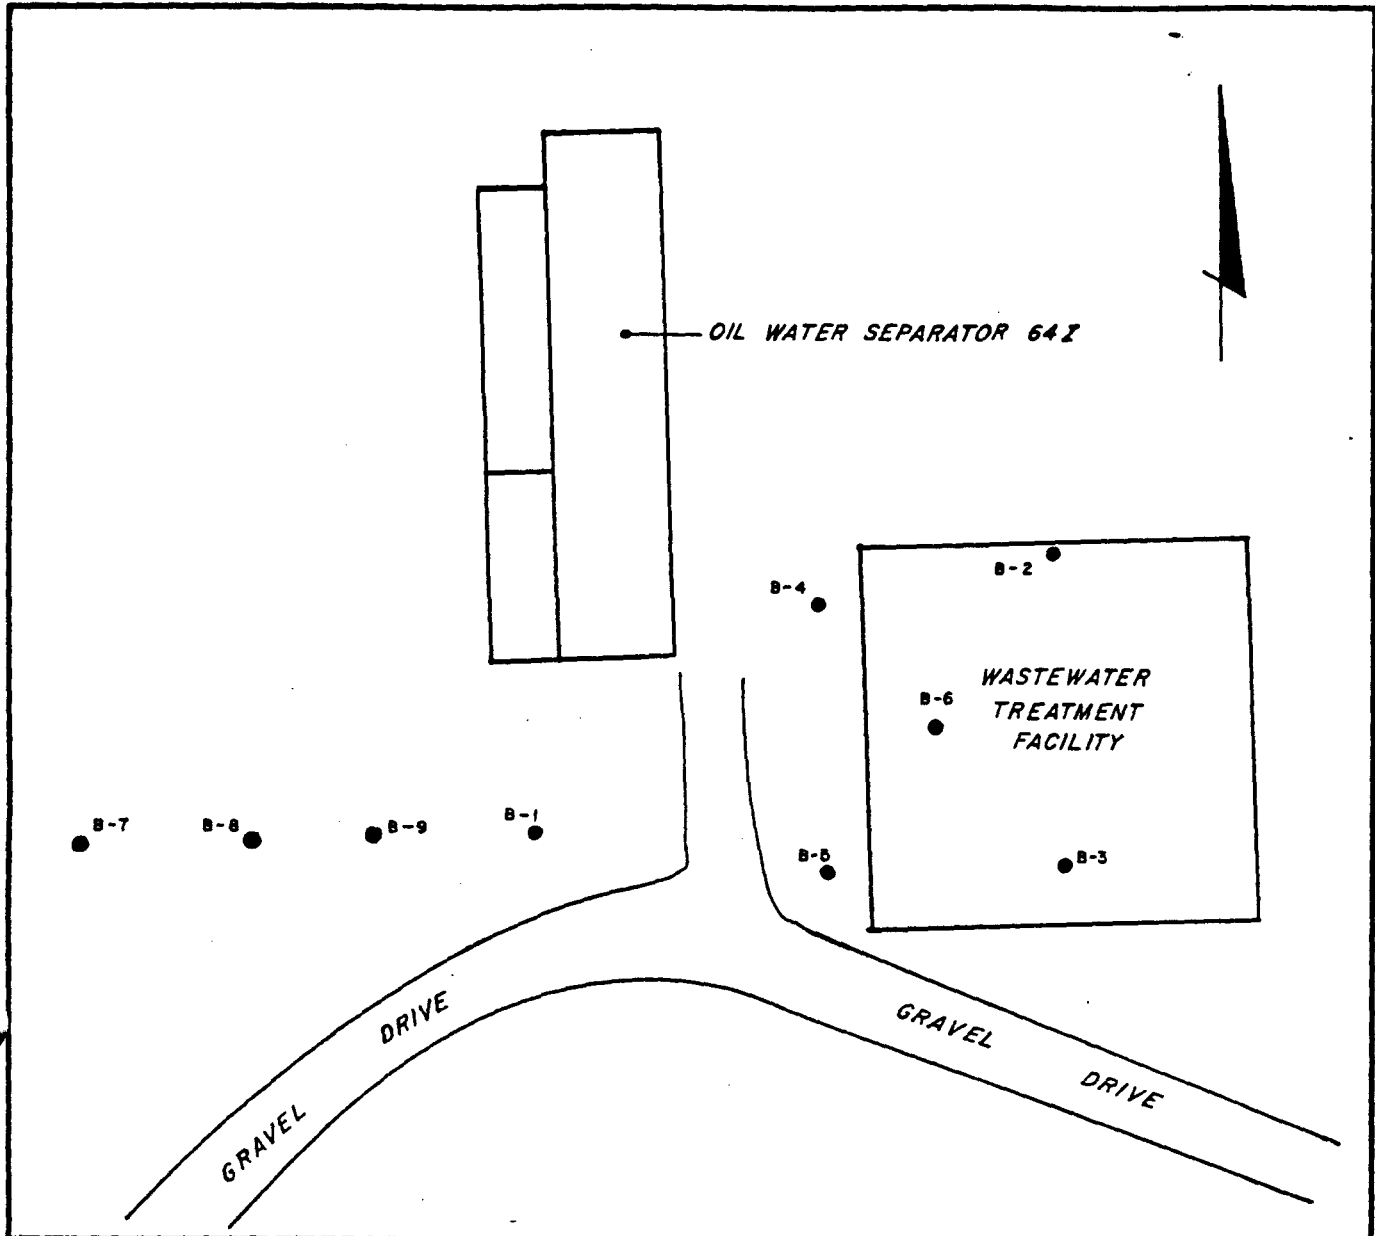 OIL WATER SEPARATOR 64I
B-4
B-2
WASTEWATER
TREATMENT
FACILITY
B-6
B-7
B-8
B-9
B-1
B-5
B-3
GRAVEL DRIVE
GRAVEL DRIVE